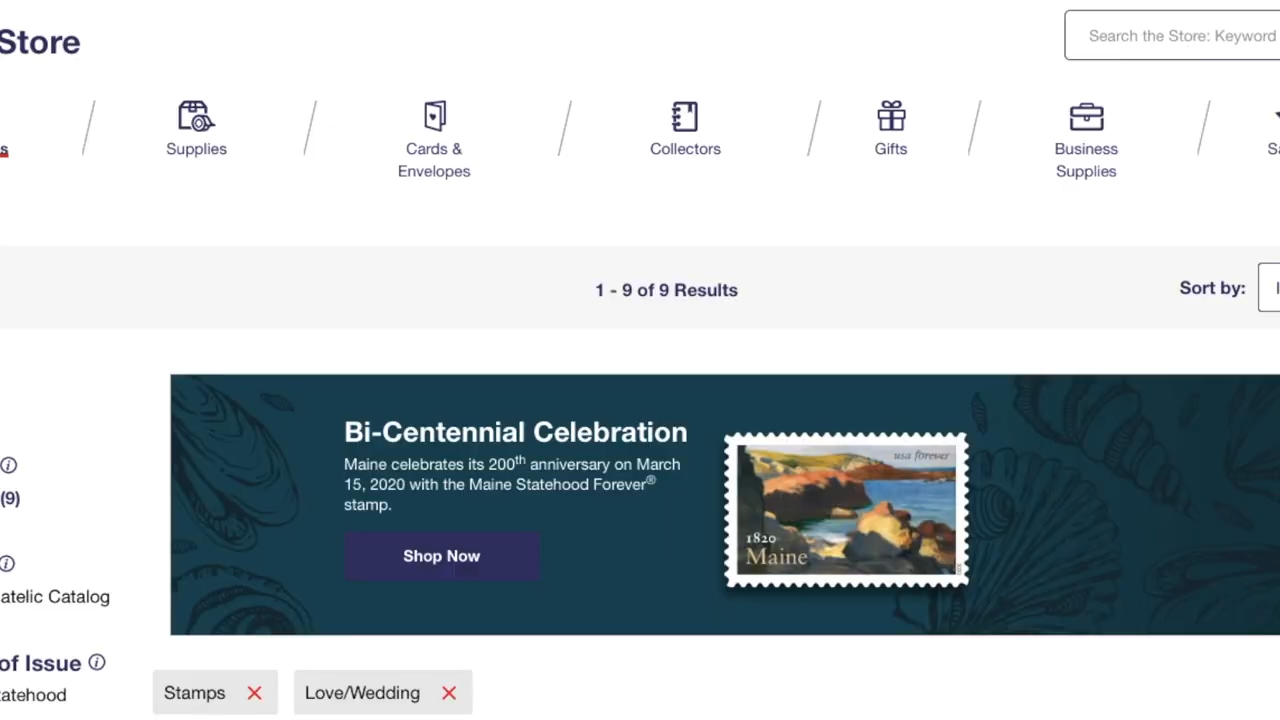 Store
Search the Store: Keyword
Supplies
Cards &
Envelopes
Collectors
Gifts
Business
Supplies
1 - 9 of 9 Results
Sort by:
Bi-Centennial Celebration
Maine celebrates its 200th anniversary on March
15, 2020 with the Maine Statehood Forever®
stamp.
Shop Now
usa forever
1820
Maine
(9)
atelic Catalog
of Issue
tatehood
Stamps
Love/Wedding